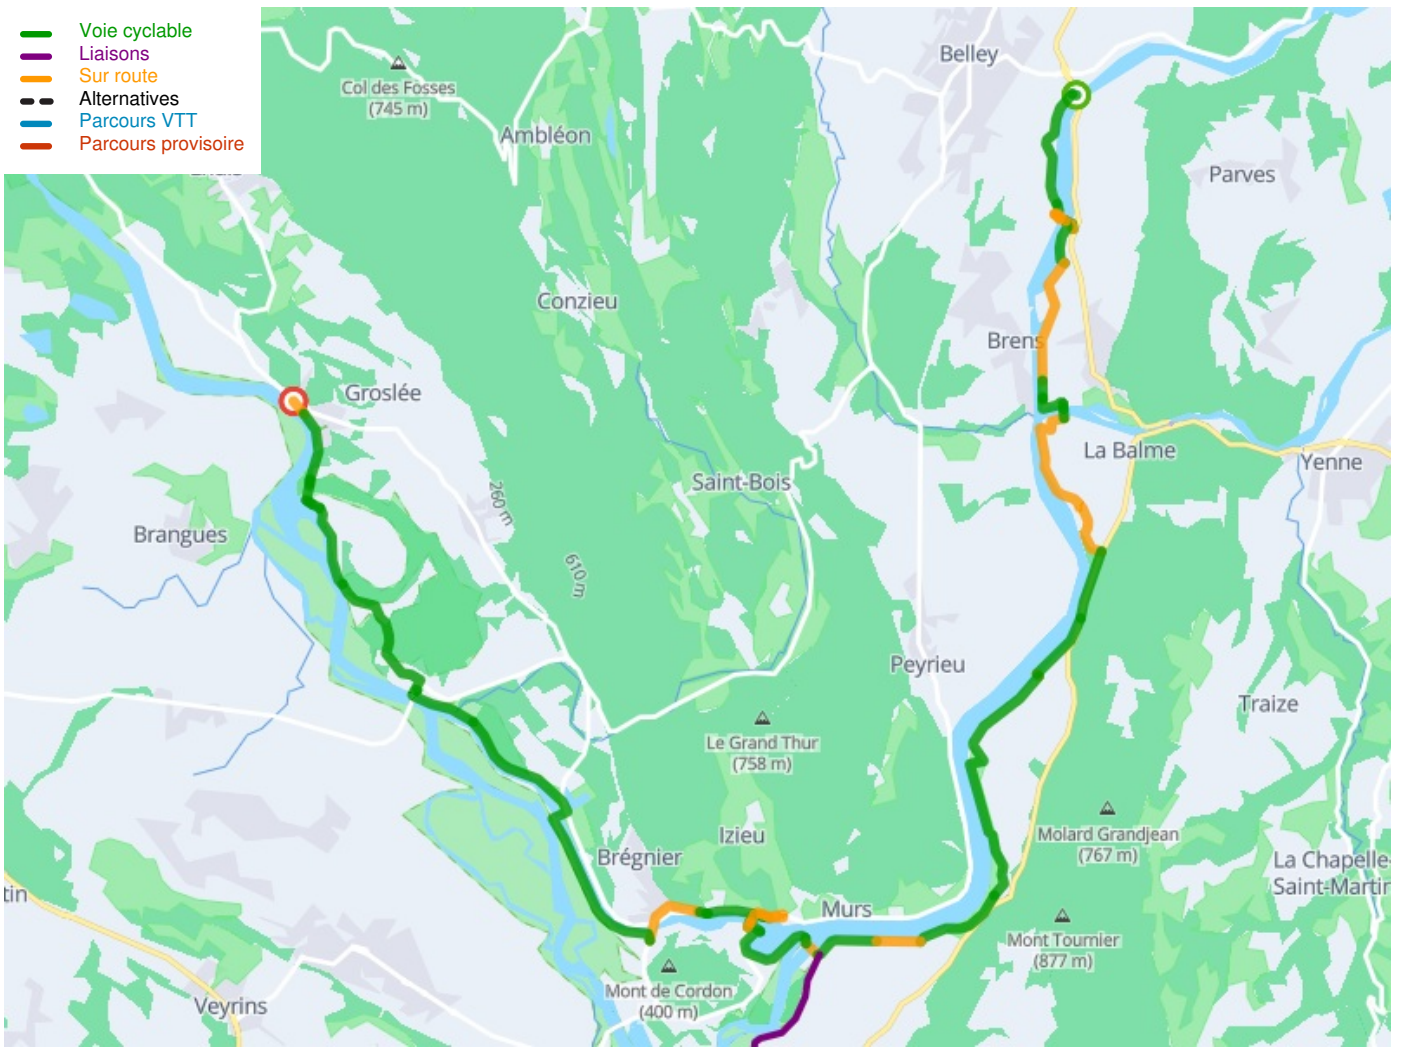 Voie cyclable
Liaisons
Sur route
Alternatives
Parcours VTT
Parcours provisoire
Belley
Col des Fosses
(745 m)
Ambléon
Parves
Conzieu
Brens
Groslée
La Balme
Yenne
Saint-Bois
260 m
Brangues
610 m
Peyrieu
Traize
Le Grand Thur
(758 m)
Izieu
Molard Grandjean
(767 m)
Brégnier
La Chapelle-
Saint-Martin
tin
Murs
Mont Tournier
(877 m)
Mont de Cordon
(400 m)
Veyrins